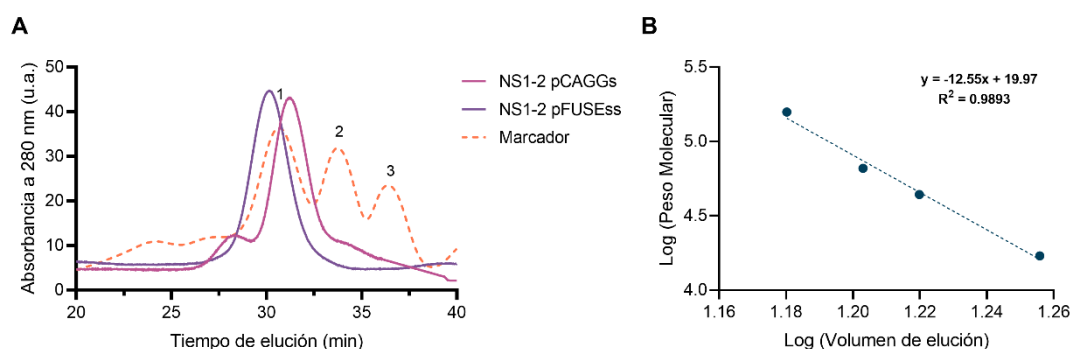 A
NS1-2 pCAGGs
NS1-2 pFUSEss
Marcador
1
2
3
Absorbancia a 280 nm (u.a.)
50
40
30
20
10
0
20
25
30
35
40
Tiempo de elución (min)
B
y = -12.55x + 19.97
R² = 0.9893
Log (Peso Molecular)
5.5
5.0
4.5
4.0
1.16
1.18
1.20
1.22
1.24
1.26
Log (Volumen de elución)